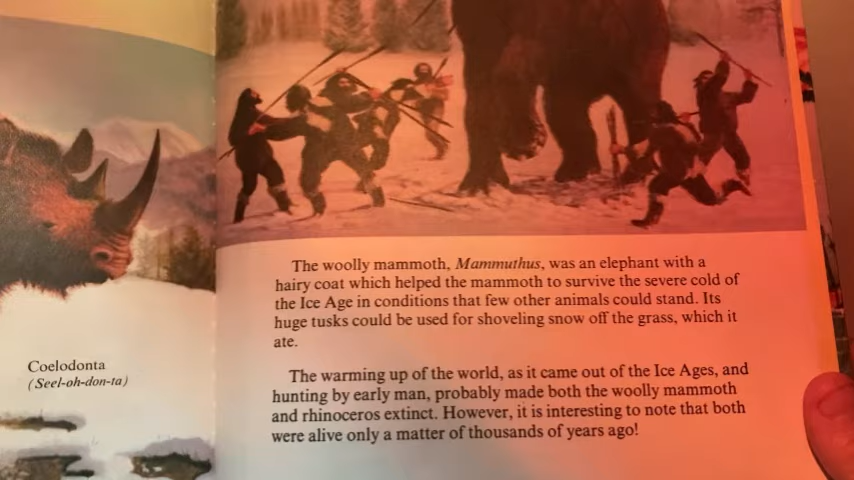 Coelodonta
(Seel-oh-don-ta)
The woolly mammoth, Mammuthus, was an elephant with a
hairy coat which helped the mammoth to survive the severe cold of
the Ice Age in conditions that few other animals could stand. Its
huge tusks could be used for shoveling snow off the grass, which it
ate.
The warming up of the world, as it came out of the Ice Ages, and
hunting by early man, probably made both the woolly mammoth
and rhinoceros extinct. However, it is interesting to note that both
were alive only a matter of thousands of years ago!